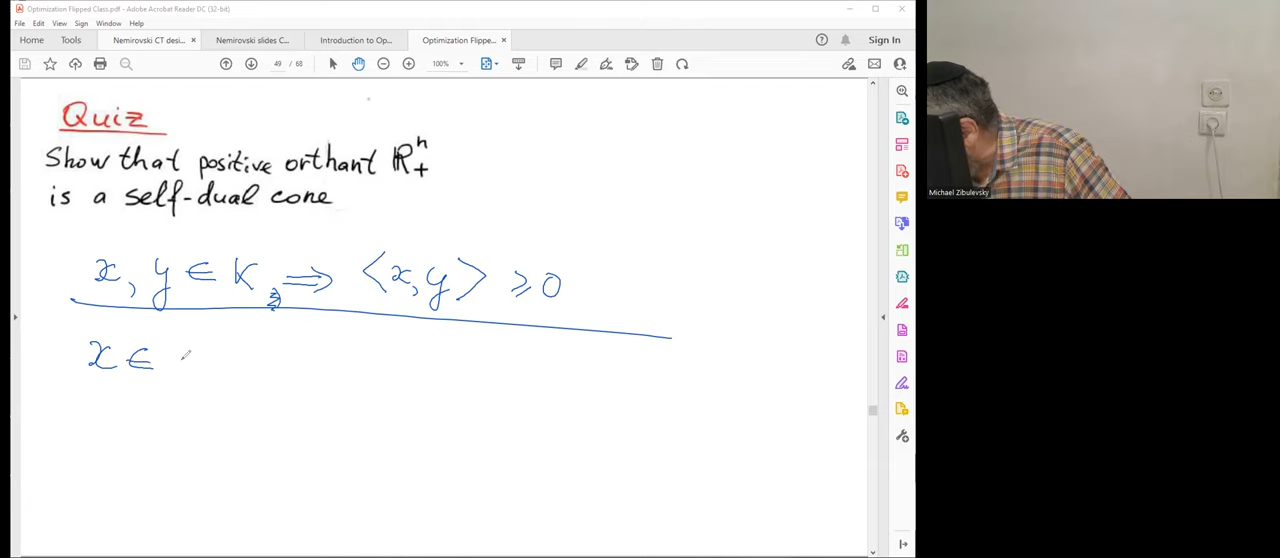 Optimization Flipped Class.pdf - Adobe Acrobat Reader DC (32-bit)
File Edit View Sign Window Help
Home Tools Nemirovski CT desi... × Nemirovski slides C... Introduction to Op... Optimization Flippe... × Sign In
49 / 68 100%
Quiz
Show that positive orthant ℝ₊ⁿ
is a self-dual cone
x, y ∈ K, ⟹ ⟨x, y⟩ ≥ 0
x ∈
Michael Zibulevsky